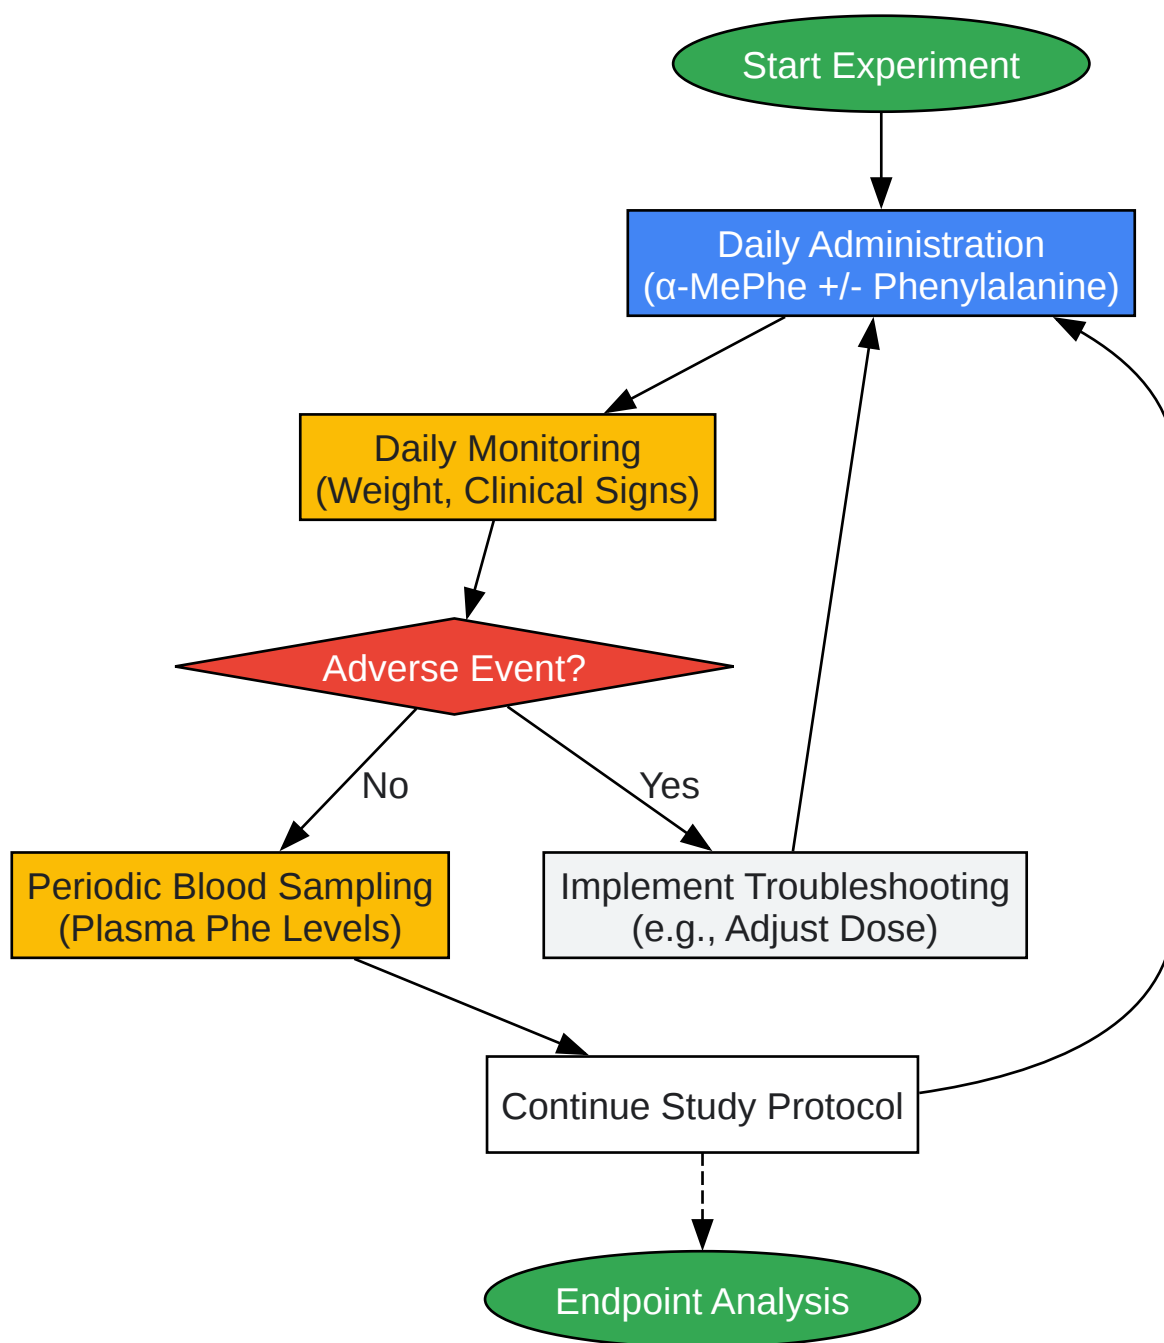 Start Experiment
Daily Administration
(α-MePhe +/- Phenylalanine)
Daily Monitoring
(Weight, Clinical Signs)
Adverse Event?
No
Yes
Periodic Blood Sampling
(Plasma Phe Levels)
Implement Troubleshooting
(e.g., Adjust Dose)
Continue Study Protocol
Endpoint Analysis